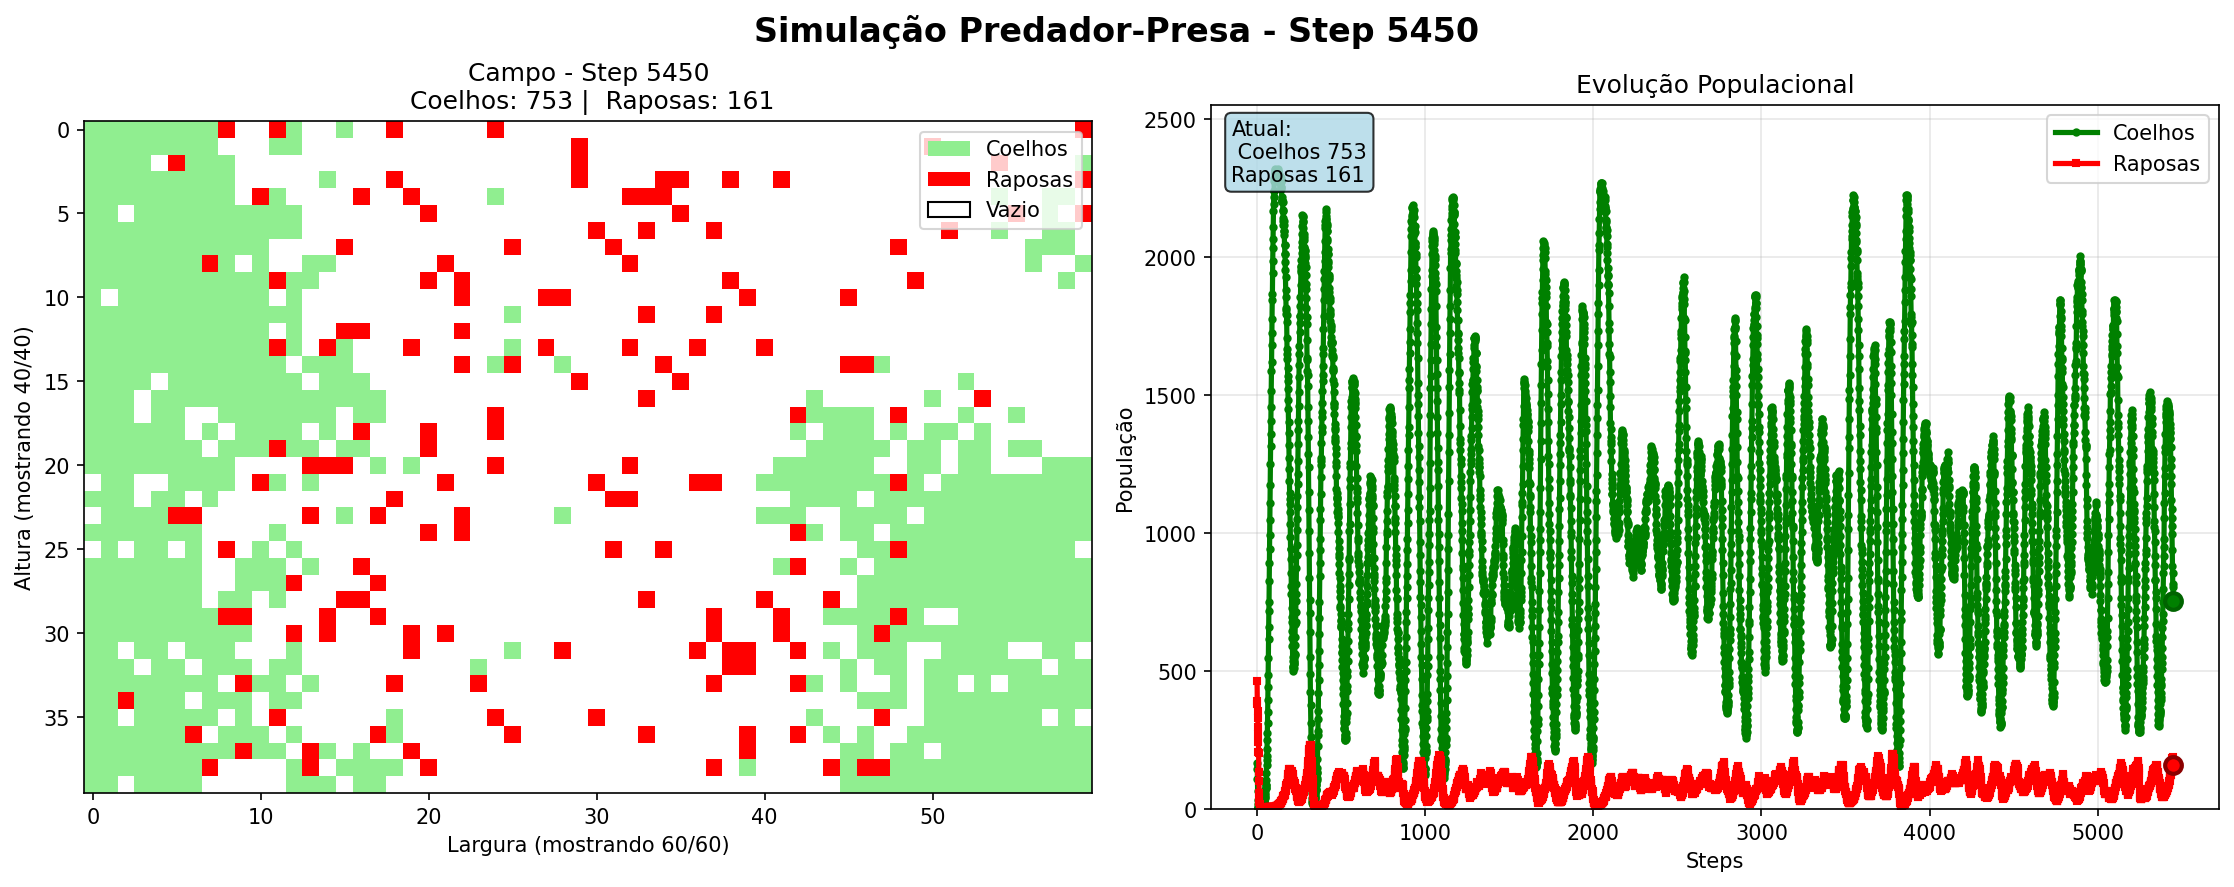 Simulação Predador-Presa - Step 5450
Campo - Step 5450
Coelhos: 753 |  Raposas: 161
0
5
10
15
20
25
30
35
Altura (mostrando 40/40)
0
10
20
30
40
50
Largura (mostrando 60/60)
Coelhos
Raposas
Vazio
Evolução Populacional
2500
2000
1500
1000
500
0
População
0
1000
2000
3000
4000
5000
Steps
Atual:
Coelhos 753
Raposas 161
Coelhos
Raposas